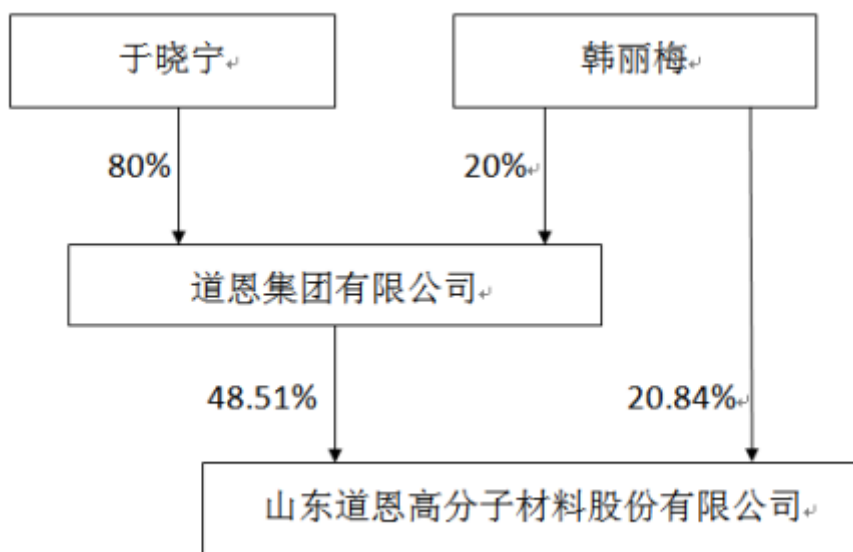 于晓宁
韩丽梅
80%
20%
道恩集团有限公司
48.51%
20.84%
山东道恩高分子材料股份有限公司